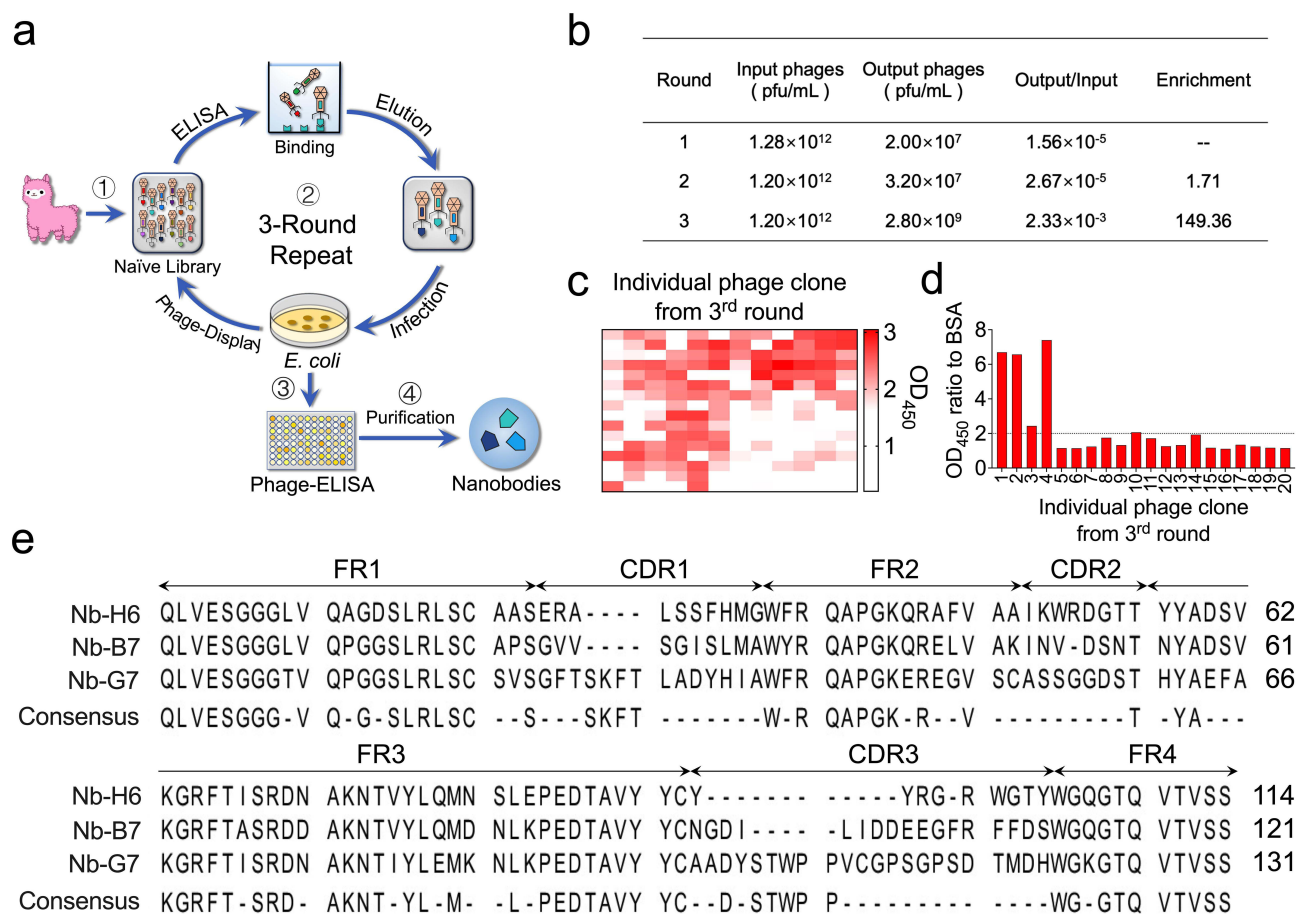 a
ELISA
Elution
Binding
①
②
3-Round
Repeat
Naïve Library
Phage-Display
Infection
E. coli
③
④
Purification
Phage-ELISA
Nanobodies
b
Round Input phages Output phages Output/Input Enrichment
( pfu/mL ) ( pfu/mL )
1 1.28×10¹² 2.00×10⁷ 1.56×10⁻⁵ --
2 1.20×10¹² 3.20×10⁷ 2.67×10⁻⁵ 1.71
3 1.20×10¹² 2.80×10⁹ 2.33×10⁻³ 149.36
c
Individual phage clone
from 3rd round
3
2
1
OD450
d
OD450 ratio to BSA
8
6
4
2
0
1 2 3 4 5 6 7 8 9 10 11 12 13 14 15 16 17 18 19 20
Individual phage clone
from 3rd round
e
FR1 CDR1 FR2 CDR2
Nb-H6 QLVESGGGLV QAGDSLRLSC AASERA---- LSSFHMGWFR QAPGKQRAFV AAIKWRDGTT YYADSV 62
Nb-B7 QLVESGGGLV QPGGSLRLSC APSGVV---- SGISLMAWYR QAPGKQRELV AKINV-DSNT NYADSV 61
Nb-G7 QLVESGGGTV QPGGSLRLSC SVSGFTSKFT LADYHIAWFR QAPGKEREGV SCASSGGDST HYAEFA 66
Consensus QLVESGGG-V Q-G-SLRLSC --S---SKFT -------W-R QAPGK-R--V ---------T -YA---
FR3 CDR3 FR4
Nb-H6 KGRFTISRDN AKNTVYLQMN SLEPEDTAVY YCY------- -----YRG-R WGTYWGQGTQ VTVSS 114
Nb-B7 KGRFTASRDD AKNTVYLQMD NLKPEDTAVY YCNGDI---- -LIDDEEGFR FFDSWGQGTQ VTVSS 121
Nb-G7 KGRFTISRDN AKNTIYLEMK NLKPEDTAVY YCAADYSTWP PVCGPSGPSD TMDHWGKGTQ VTVSS 131
Consensus KGRFT-SRD- AKNT-YL-M- -L-PEDTAVY YC--D-STWP P--------- ----WG-GTQ VTVSS